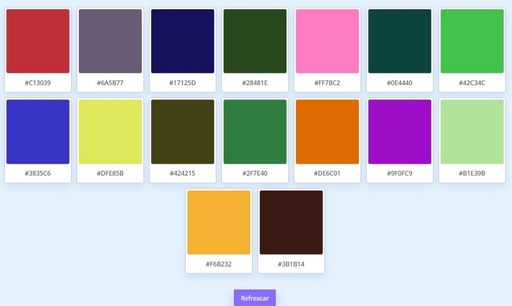 #C13039 #6A5B77 #17125D #28481E #FF7BC2 #0E4440 #42C34C
#3835C6 #DFE85B #424215 #2F7E40 #DE6C01 #9F0FC9 #B1E39B
#F6B232 #3B1B14
Refrescar